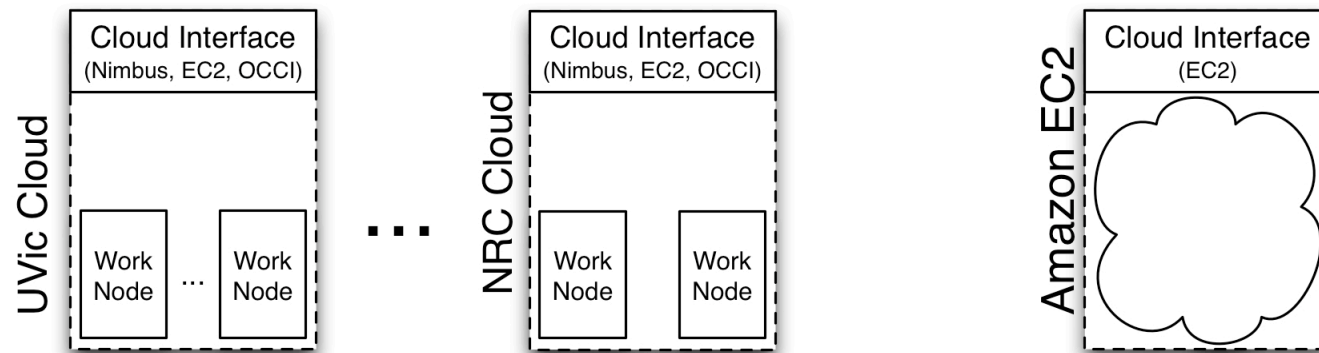 UVic Cloud
Cloud Interface
(Nimbus, EC2, OCCI)
Work
Node
...
Work
Node
...
NRC Cloud
Cloud Interface
(Nimbus, EC2, OCCI)
Work
Node
Work
Node
Amazon EC2
Cloud Interface
(EC2)